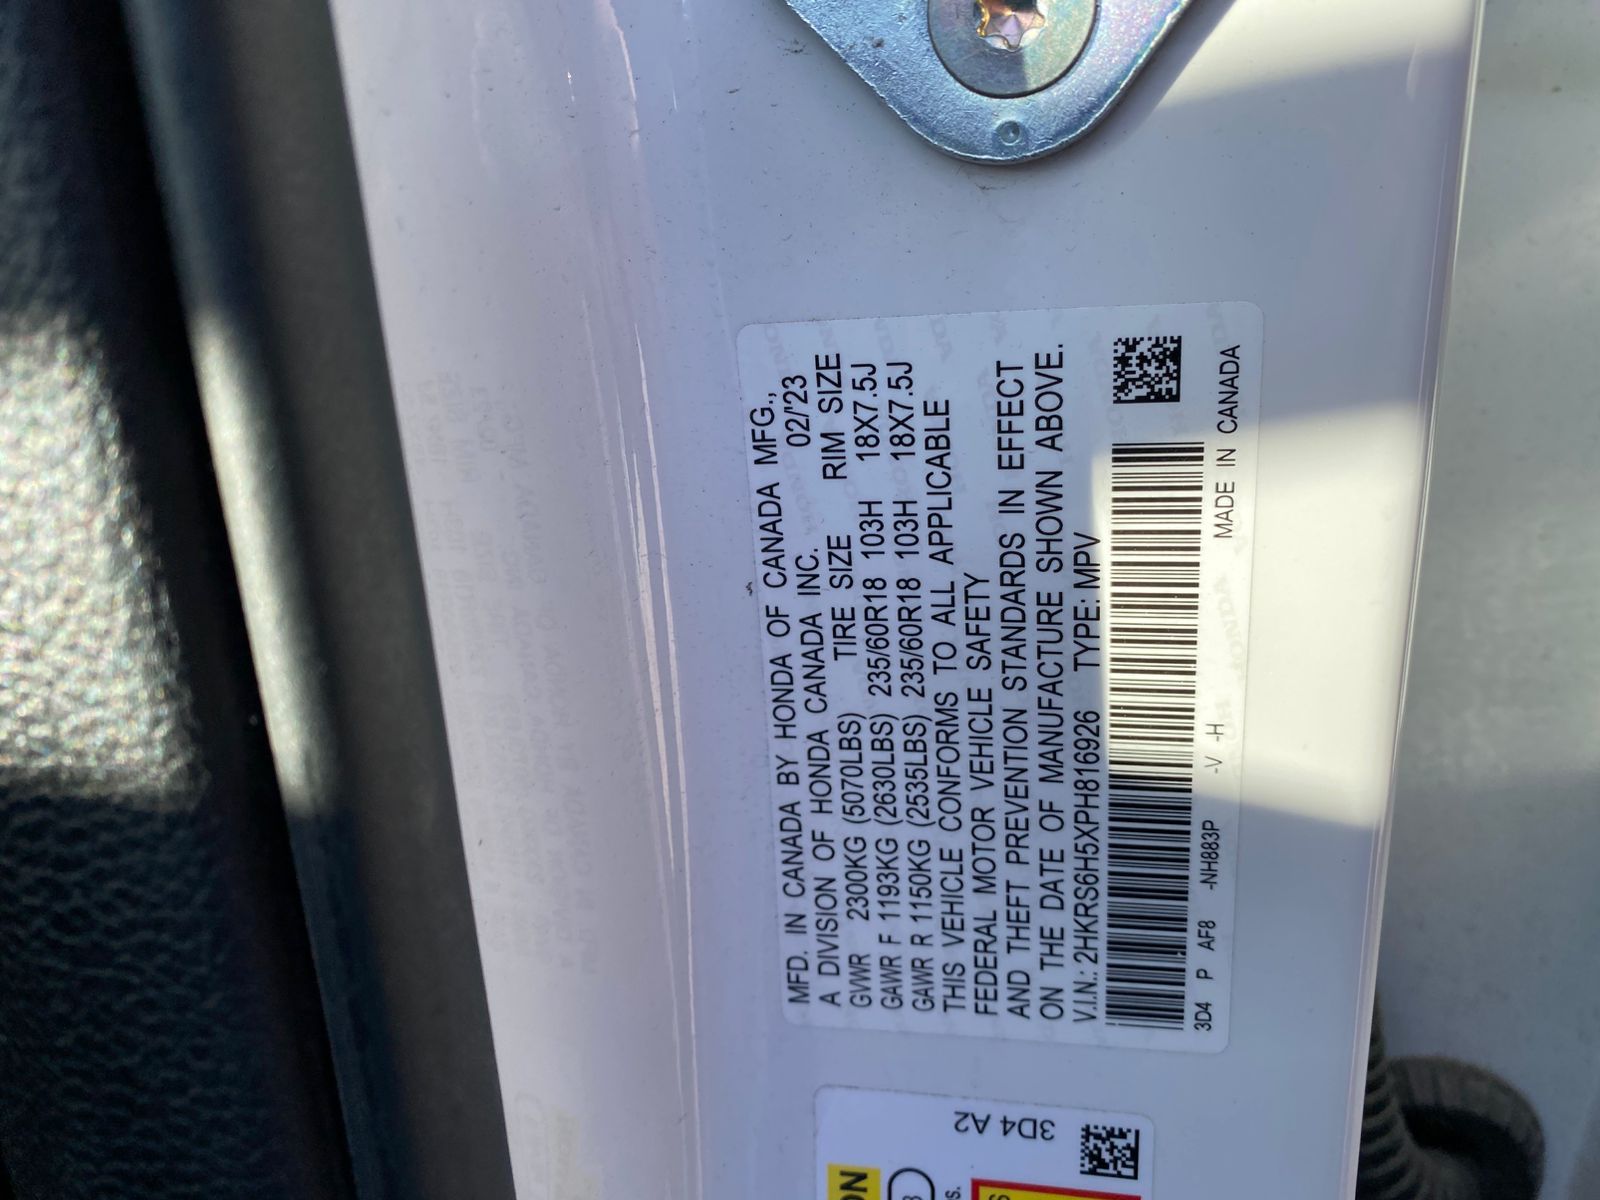 MFD. IN CANADA BY HONDA OF CANADA MFG.,
A DIVISION OF HONDA CANADA INC. 02/'23
TIRE SIZE RIM SIZE
GVWR 2300KG (5070LBS)
GAWR F 1193KG (2630LBS) 235/60R18 103H 18X7.5J
GAWR R 1150KG (2535LBS) 235/60R18 103H 18X7.5J
THIS VEHICLE CONFORMS TO ALL APPLICABLE
FEDERAL MOTOR VEHICLE SAFETY
AND THEFT PREVENTION STANDARDS IN EFFECT
ON THE DATE OF MANUFACTURE SHOWN ABOVE.
V.I.N.: 2HKRS6H5XPH816926 TYPE: MPV
3D4 P AF8 -NH883P -V -H MADE IN CANADA
3D4 A2